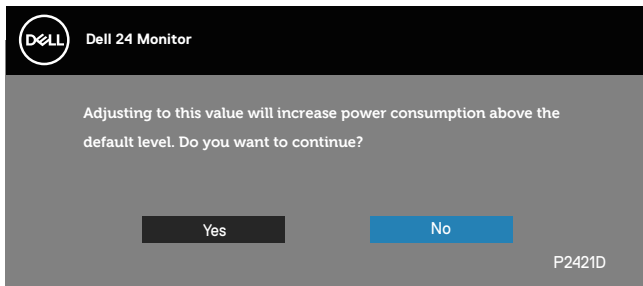 DELL
Dell 24 Monitor
Adjusting to this value will increase power consumption above the
default level. Do you want to continue?
Yes
No
P2421D